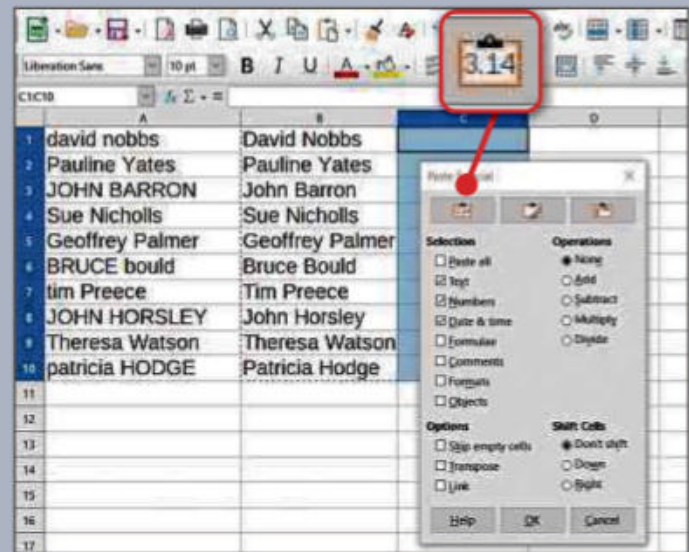 3.14
Liberation Sans 10 pt B I U A
C1:C10 fx Σ =
A B C D
1 david nobbs David Nobbs
2 Pauline Yates Pauline Yates
3 JOHN BARRON John Barron
4 Sue Nicholls Sue Nicholls
5 Geoffrey Palmer Geoffrey Palmer
6 BRUCE bould Bruce Bould
7 tim Preece Tim Preece
8 JOHN HORSLEY John Horsley
9 Theresa Watson Theresa Watson
10 patricia HODGE Patricia Hodge
11
12
13
14
15
16
17
Paste Special
Selection Operations
Paste all None
Text Add
Numbers Subtract
Date & time Multiply
Formulae Divide
Comments
Formats
Objects
Options Shift Cells
Skip empty cells Don't shift
Transpose Down
Link Right
Help OK Cancel